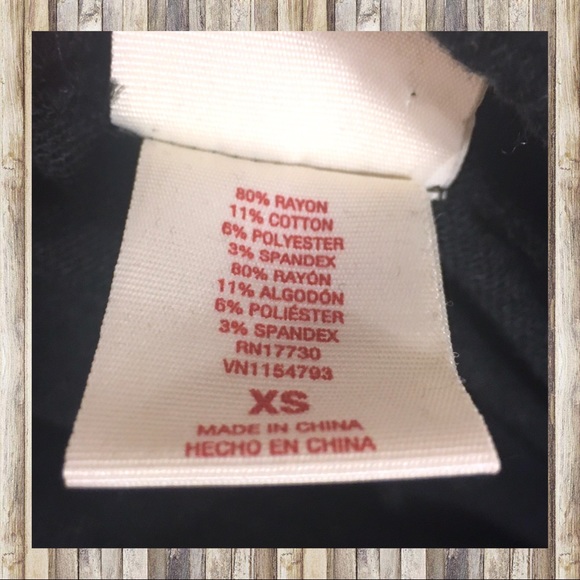 80% RAYON
11% COTTON
6% POLYESTER
3% SPANDEX
80% RAYÓN
11% ALGODÓN
6% POLIÉSTER
3% SPANDEX
RN17730
VN1154793
XS
MADE IN CHINA
HECHO EN CHINA